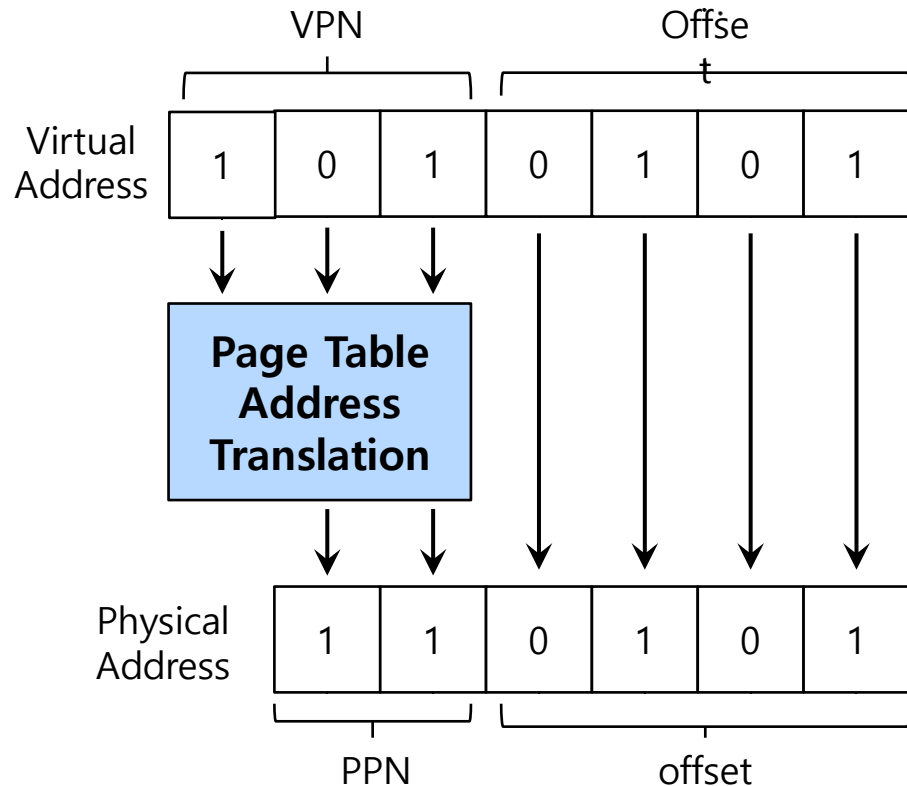 VPN
Offse
t
Virtual
Address
1 0 1 0 1 0 1
Page Table
Address
Translation
Physical
Address
1 1 0 1 0 1
PPN
offset